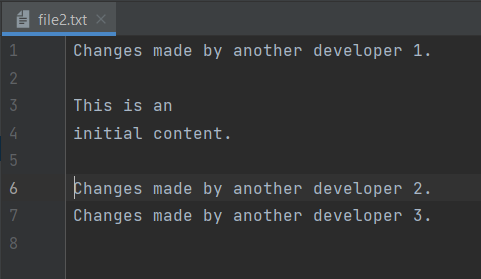 file2.txt
1 Changes made by another developer 1.
2
3 This is an
4 initial content.
5
6 Changes made by another developer 2.
7 Changes made by another developer 3.
8